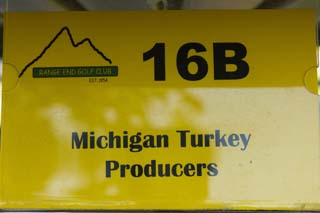 RANGE END GOLF CLUB
EST. 1954
16B
Michigan Turkey
Producers